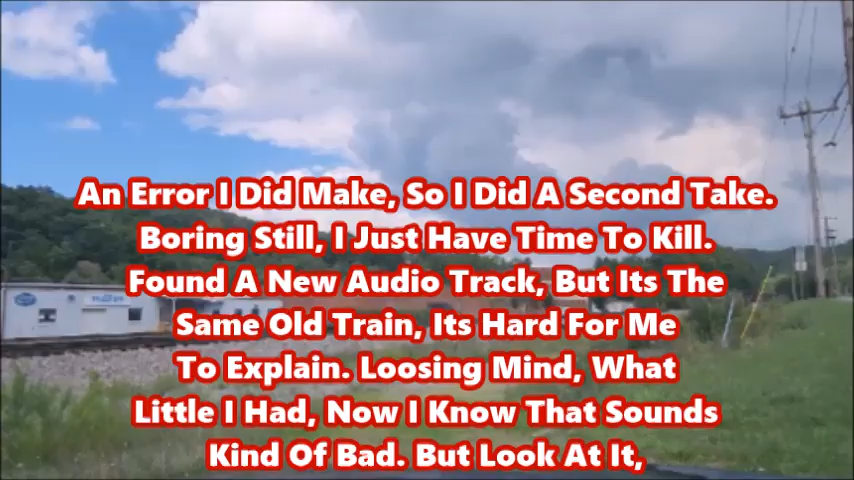 An Error I Did Make, So I Did A Second Take.
Boring Still, I Just Have Time To Kill.
Found A New Audio Track, But Its The
Same Old Train, Its Hard For Me
To Explain. Loosing Mind, What
Little I Had, Now I Know That Sounds
Kind Of Bad. But Look At It,